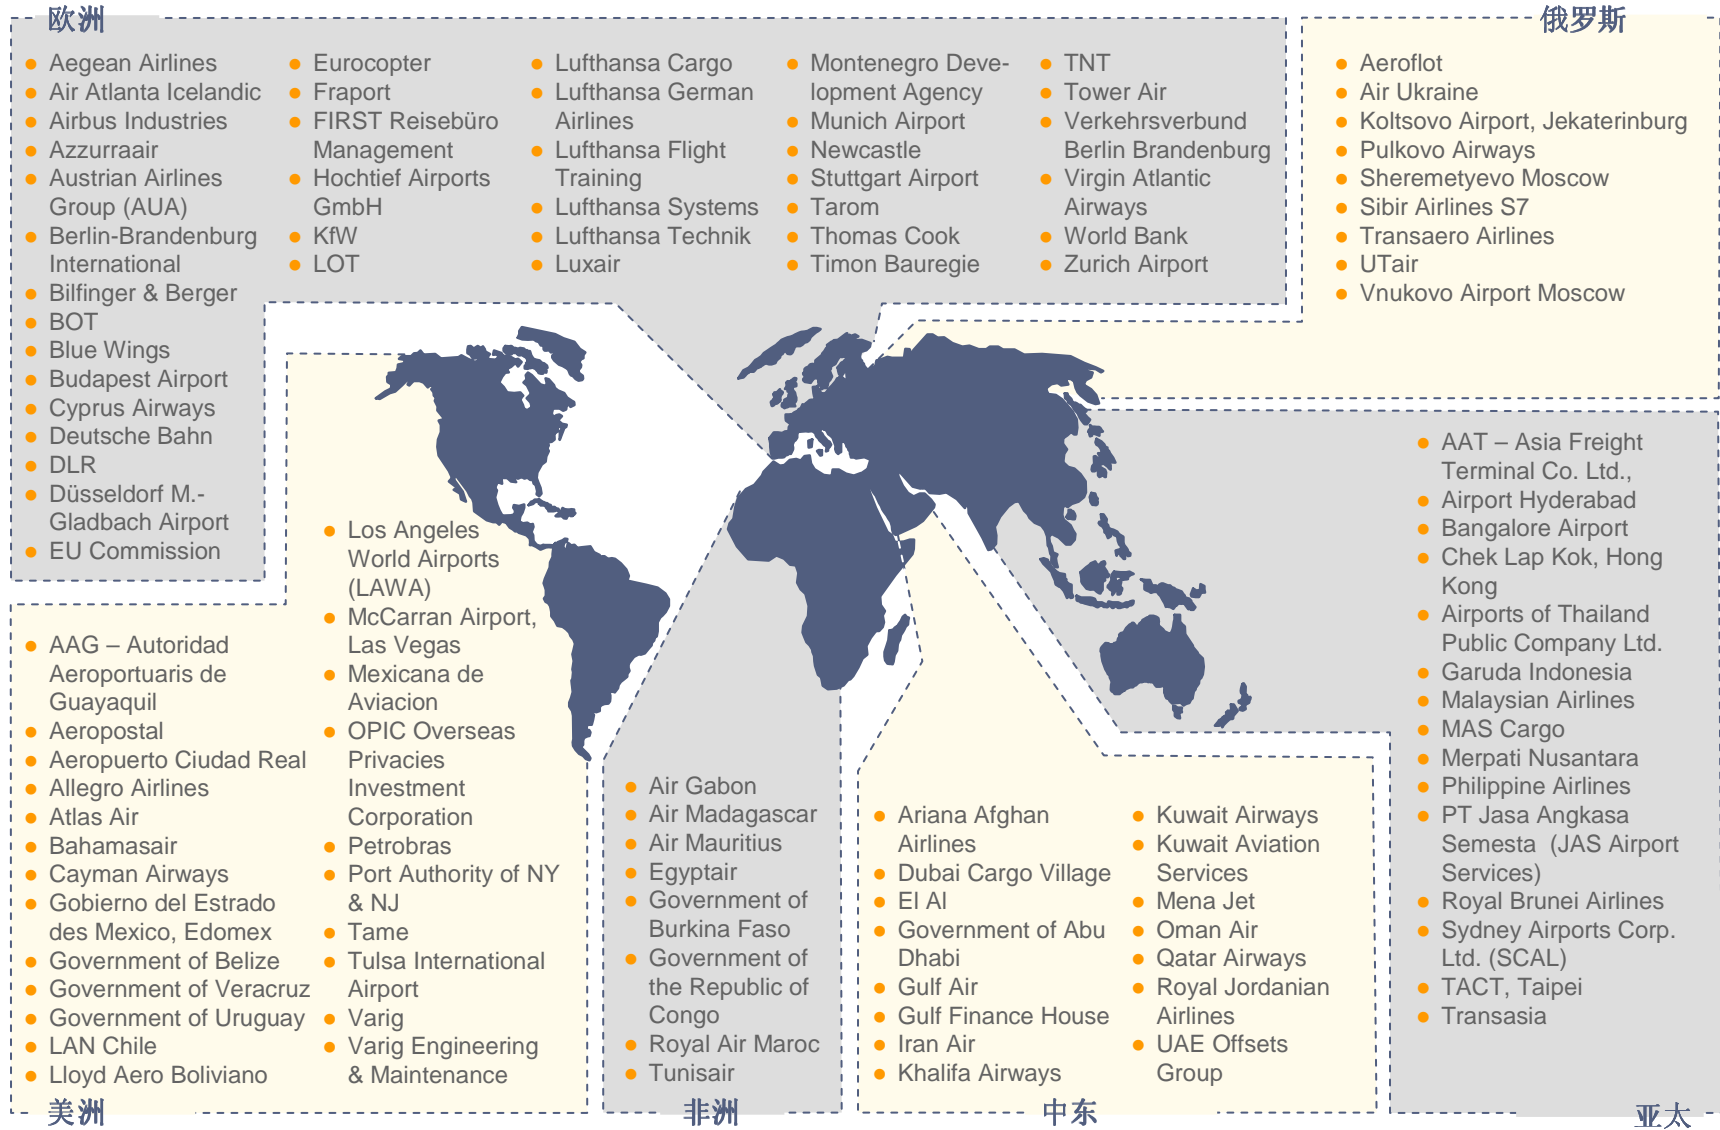 欧洲
Aegean Airlines
Air Atlanta Icelandic
Airbus Industries
Azzurraair
Austrian Airlines
Group (AUA)
Berlin-Brandenburg
International
Bilfinger & Berger
BOT
Blue Wings
Budapest Airport
Cyprus Airways
Deutsche Bahn
DLR
Düsseldorf M.-
Gladbach Airport
EU Commission
Eurocopter
Fraport
FIRST Reisebüro
Management
Hochtief Airports
GmbH
KfW
LOT
Lufthansa Cargo
Lufthansa German
Airlines
Lufthansa Flight
Training
Lufthansa Systems
Lufthansa Technik
Luxair
Montenegro Deve-
lopment Agency
Munich Airport
Newcastle
Stuttgart Airport
Tarom
Thomas Cook
Timon Bauregie
TNT
Tower Air
Verkehrsverbund
Berlin Brandenburg
Virgin Atlantic
Airways
World Bank
Zurich Airport
俄罗斯
Aeroflot
Air Ukraine
Koltsovo Airport, Jekaterinburg
Pulkovo Airways
Sheremetyevo Moscow
Sibir Airlines S7
Transaero Airlines
UTair
Vnukovo Airport Moscow
AAG – Autoridad
Aeroportuaris de
Guayaquil
Aeropostal
Aeropuerto Ciudad Real
Allegro Airlines
Atlas Air
Bahamasair
Cayman Airways
Gobierno del Estrado
des Mexico, Edomex
Government of Belize
Government of Veracruz
Government of Uruguay
LAN Chile
Lloyd Aero Boliviano
Los Angeles
World Airports
(LAWA)
McCarran Airport,
Las Vegas
Mexicana de
Aviacion
OPIC Overseas
Privacies
Investment
Corporation
Petrobras
Port Authority of NY
& NJ
Tame
Tulsa International
Airport
Varig
Varig Engineering
& Maintenance
美洲
Air Gabon
Air Madagascar
Air Mauritius
Egyptair
Government of
Burkina Faso
Government of
the Republic of
Congo
Royal Air Maroc
Tunisair
非洲
Ariana Afghan
Airlines
Dubai Cargo Village
El Al
Government of Abu
Dhabi
Gulf Air
Gulf Finance House
Iran Air
Khalifa Airways
Kuwait Airways
Kuwait Aviation
Services
Mena Jet
Oman Air
Qatar Airways
Royal Jordanian
Airlines
UAE Offsets
Group
中东
AAT – Asia Freight
Terminal Co. Ltd.,
Airport Hyderabad
Bangalore Airport
Chek Lap Kok, Hong
Kong
Airports of Thailand
Public Company Ltd.
Garuda Indonesia
Malaysian Airlines
MAS Cargo
Merpati Nusantara
Philippine Airlines
PT Jasa Angkasa
Semesta (JAS Airport
Services)
Royal Brunei Airlines
Sydney Airports Corp.
Ltd. (SCAL)
TACT, Taipei
Transasia
亚太